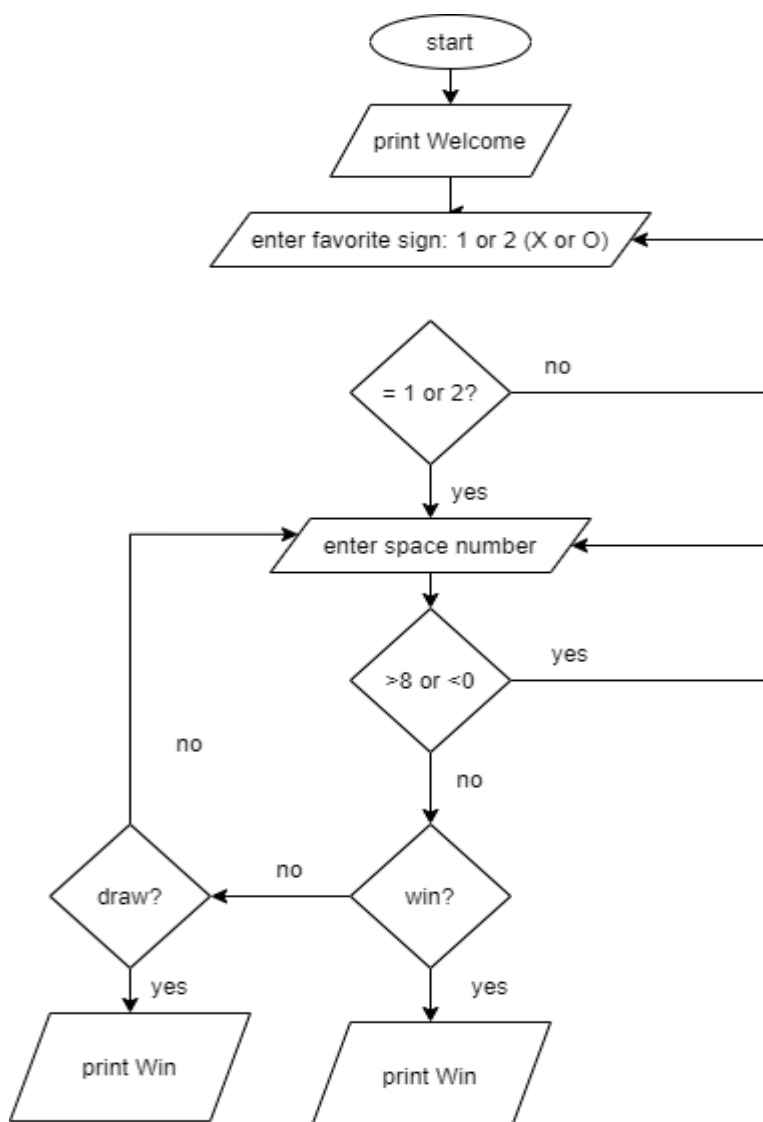 start
print Welcome
enter favorite sign: 1 or 2 (X or O)
no
= 1 or 2?
yes
enter space number
yes
>8 or <0
no
no
no
draw?
win?
yes
yes
print Win
print Win